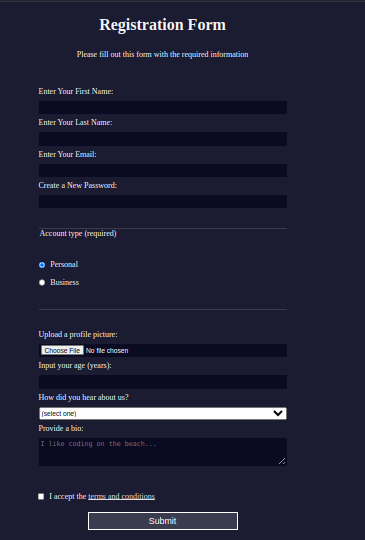 Registration Form
Please fill out this form with the required information
Enter Your First Name:
Enter Your Last Name:
Enter Your Email:
Create a New Password:
Account type (required)
Personal
Business
Upload a profile picture:
Choose File No file chosen
Input your age (years):
How did you hear about us?
(select one)
Provide a bio:
I like coding on the beach...
I accept the terms and conditions
Submit